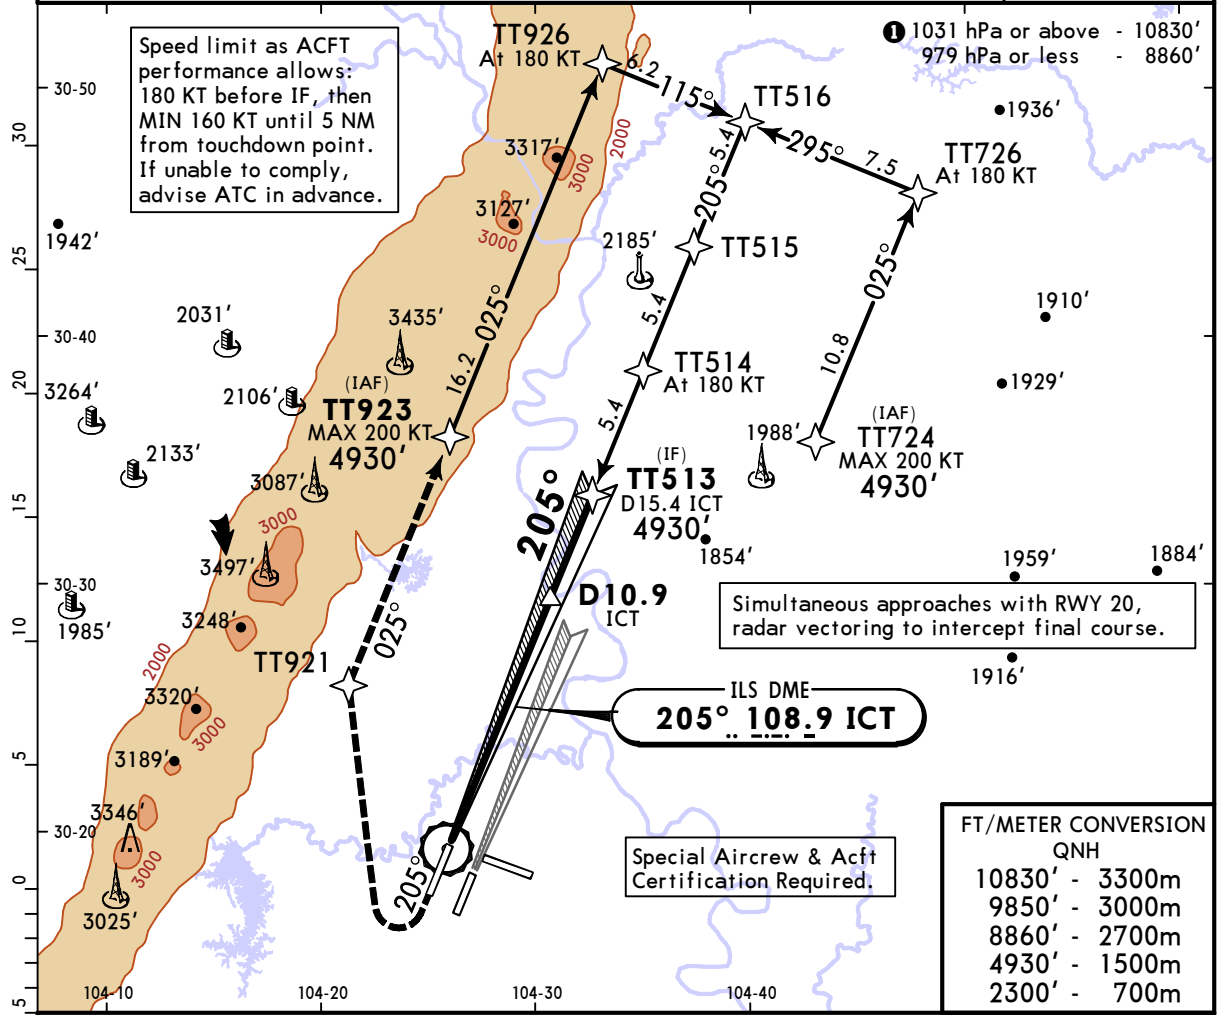 ❶ 1031 hPa or above - 10830'
979 hPa or less - 8860'
Speed limit as ACFT
performance allows:
180 KT before IF, then
MIN 160 KT until 5 NM
from touchdown point.
If unable to comply,
advise ATC in advance.
TT926
At 180 KT
6.2
115°
TT516
295°
7.5
TT726
At 180 KT
1936'
30-50
30
3317'
3000
2000
3127'
3000
5.4
205°
TT515
2185'
1942'
25
025°
025°
1910'
2031'
3435'
30-40
5.4
10.8
16.2
TT514
At 180 KT
1929'
20
3264'
2106'
(IAF)
TT923
MAX 200 KT
4930'
5.4
(IAF)
TT724
MAX 200 KT
4930'
1988'
2133'
3087'
(IF)
TT513
D15.4 ICT
4930'
205°
15
3000
1854'
3497'
1959'
1884'
30-30
1985'
D10.9
ICT
Simultaneous approaches with RWY 20,
radar vectoring to intercept final course.
3248'
10
025°
TT921
2000
1916'
3320'
3000
ILS DME
205° 108.9 ICT
3189'
5
3346'
3000
30-20
205°
0
3025'
Special Aircrew & Acft
Certification Required.
FT/METER CONVERSION
QNH
10830' - 3300m
9850' - 3000m
8860' - 2700m
4930' - 1500m
2300' - 700m
5
104-10
104-20
104-30
104-40